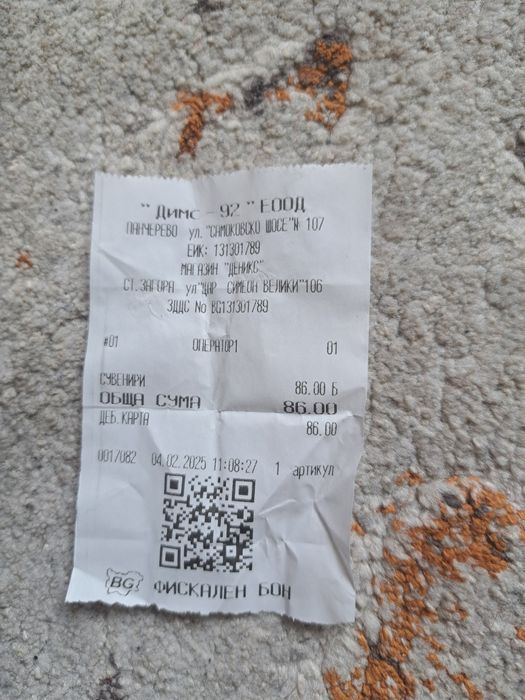 "ДИМС - 92" ЕООД
ПАНЧЕРЕВО ул. "САМОКОВСКО ШОСЕ"№ 107
ЕИК: 131301789
МАГАЗИН "ДЕНИКС"
СТ.ЗАГОРА ул"ЦАР СИМЕОН ВЕЛИКИ"106
ЗДДС No BG131301789
#01 ОПЕРАТОР1 01
СУВЕНИРИ 86.00 Б
ОБЩА СУМА 86.00
ДЕБ.КАРТА 86.00
0017082 04.02.2025 11:08:27 1 артикул
BG ФИСКАЛЕН БОН